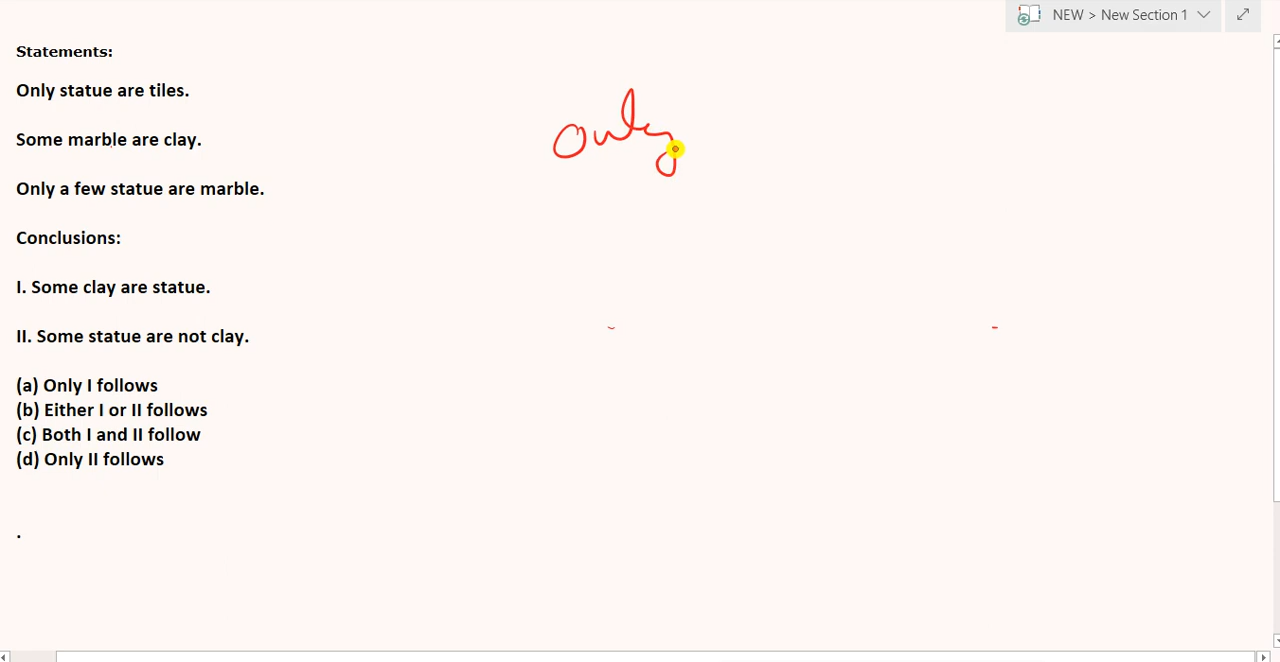 NEW > New Section 1
Statements:
Only statue are tiles.
only
Some marble are clay.
Only a few statue are marble.
Conclusions:
I. Some clay are statue.
II. Some statue are not clay.
(a) Only I follows
(b) Either I or II follows
(c) Both I and II follow
(d) Only II follows
.